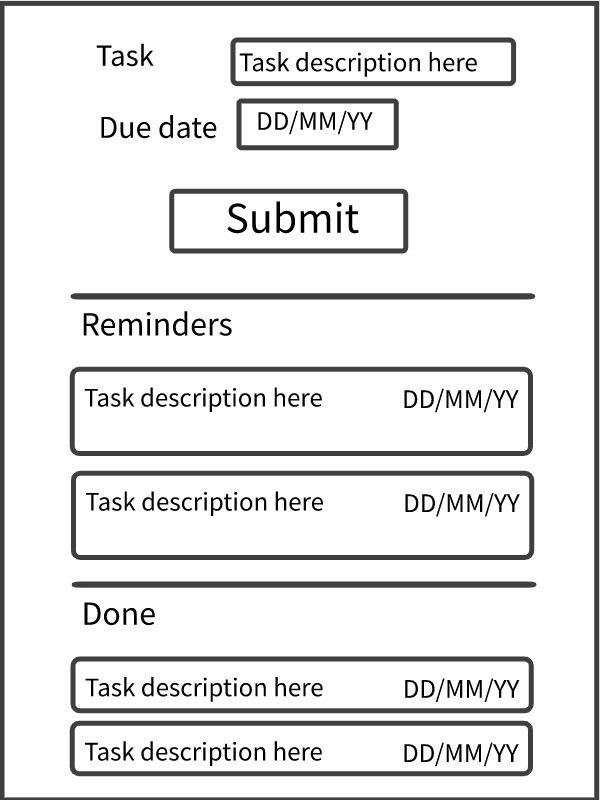 Task
Task description here
Due date
DD/MM/YY
Submit
Reminders
Task description here DD/MM/YY
Task description here DD/MM/YY
Done
Task description here DD/MM/YY
Task description here DD/MM/YY